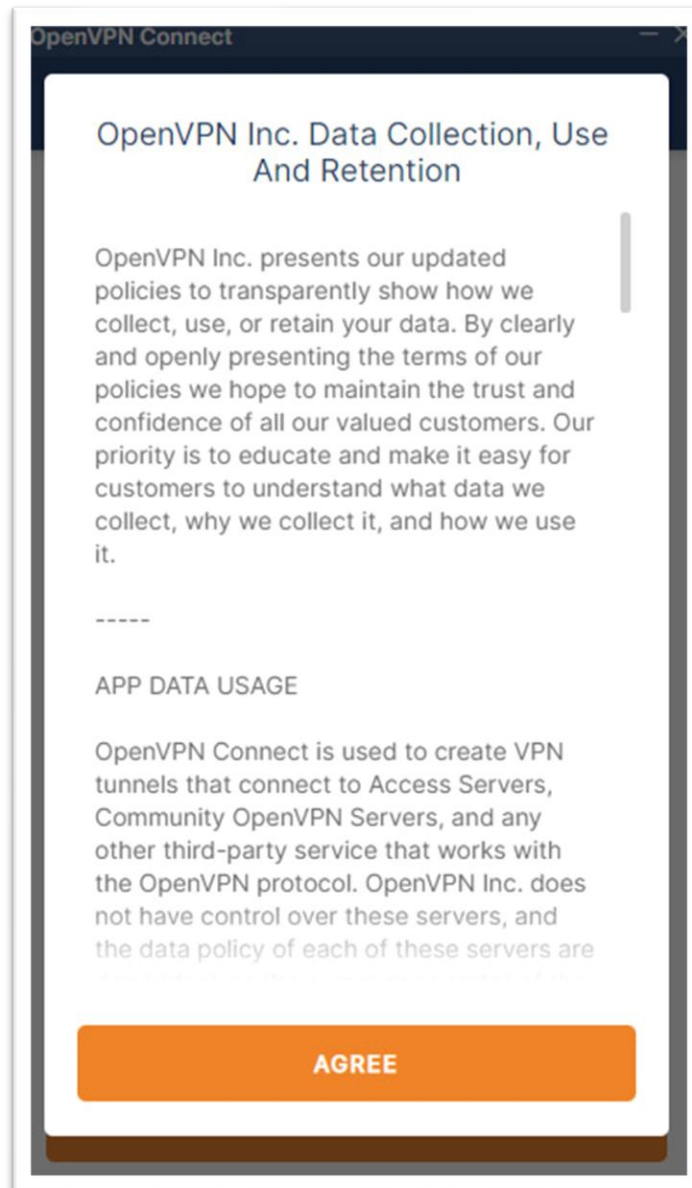 OpenVPN Connect
OpenVPN Inc. Data Collection, Use
And Retention
OpenVPN Inc. presents our updated
policies to transparently show how we
collect, use, or retain your data. By clearly
and openly presenting the terms of our
policies we hope to maintain the trust and
confidence of all our valued customers. Our
priority is to educate and make it easy for
customers to understand what data we
collect, why we collect it, and how we use
it.
-----
APP DATA USAGE
OpenVPN Connect is used to create VPN
tunnels that connect to Access Servers,
Community OpenVPN Servers, and any
other third-party service that works with
the OpenVPN protocol. OpenVPN Inc. does
not have control over these servers, and
the data policy of each of these servers are
AGREE